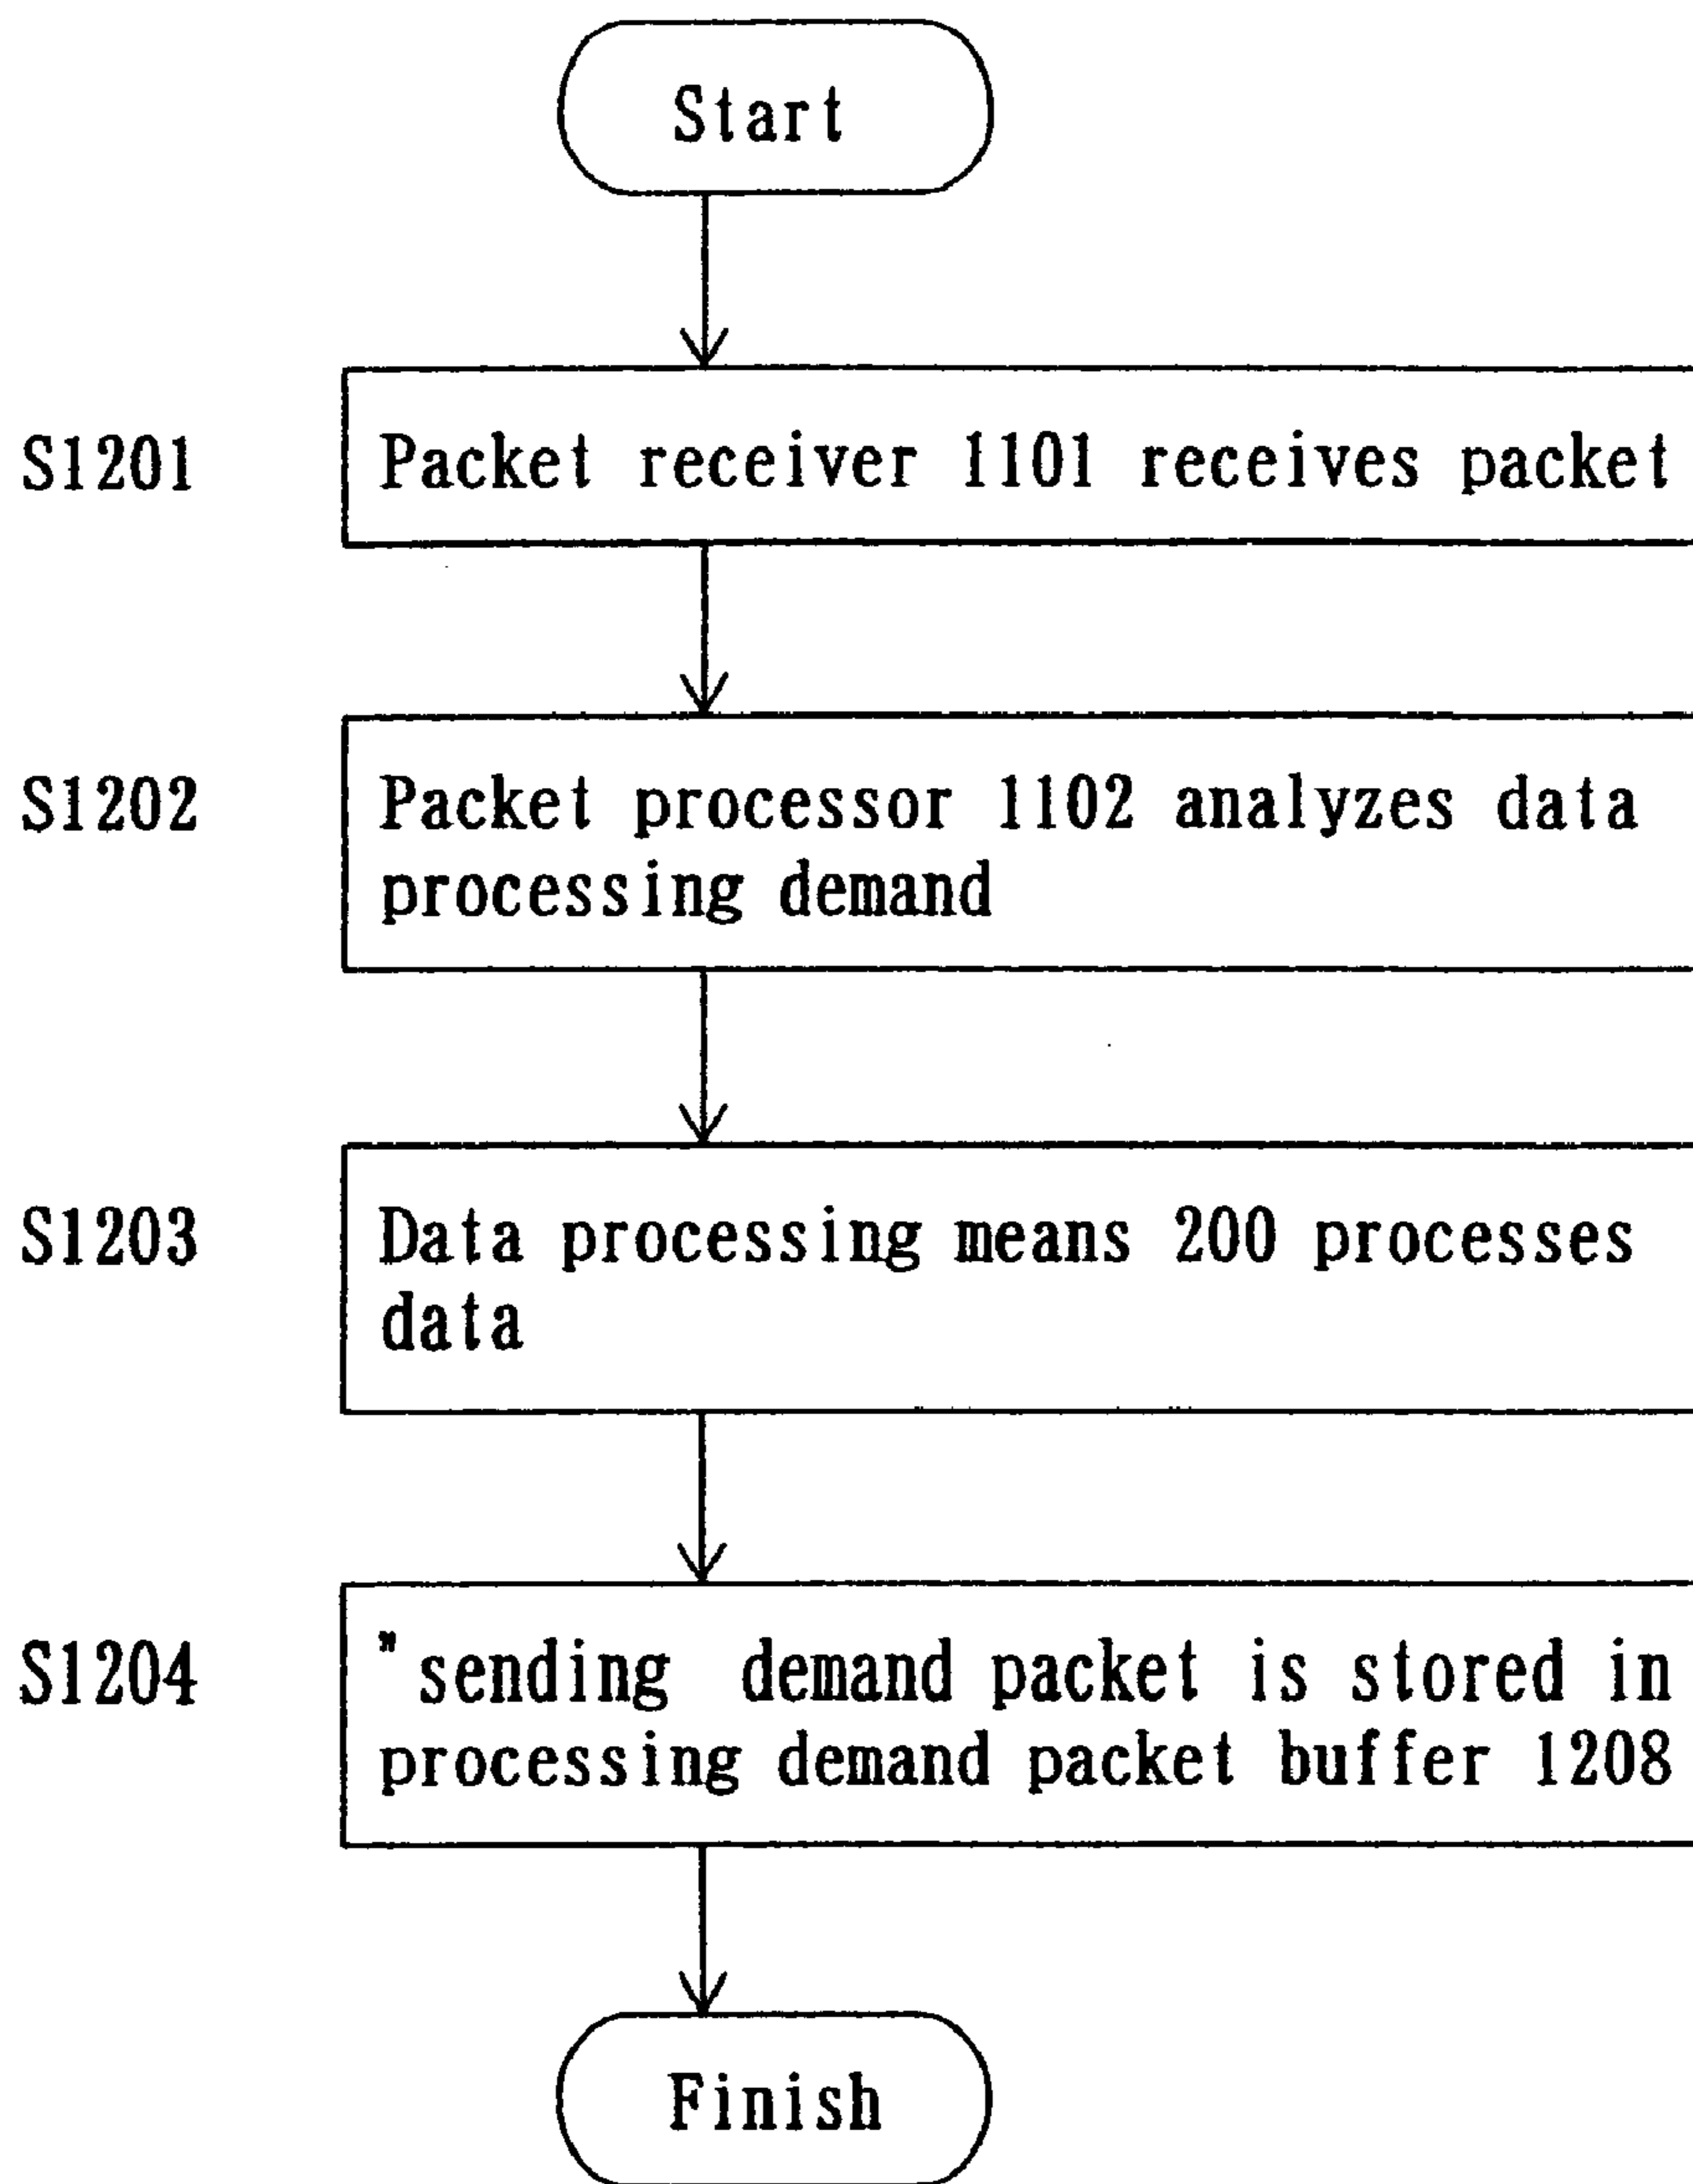 Start
S1201 Packet receiver 1101 receives packet
S1202 Packet processor 1102 analyzes data
processing demand
S1203 Data processing means 200 processes
data
S1204 "sending demand packet is stored in
processing demand packet buffer 1208
Finish